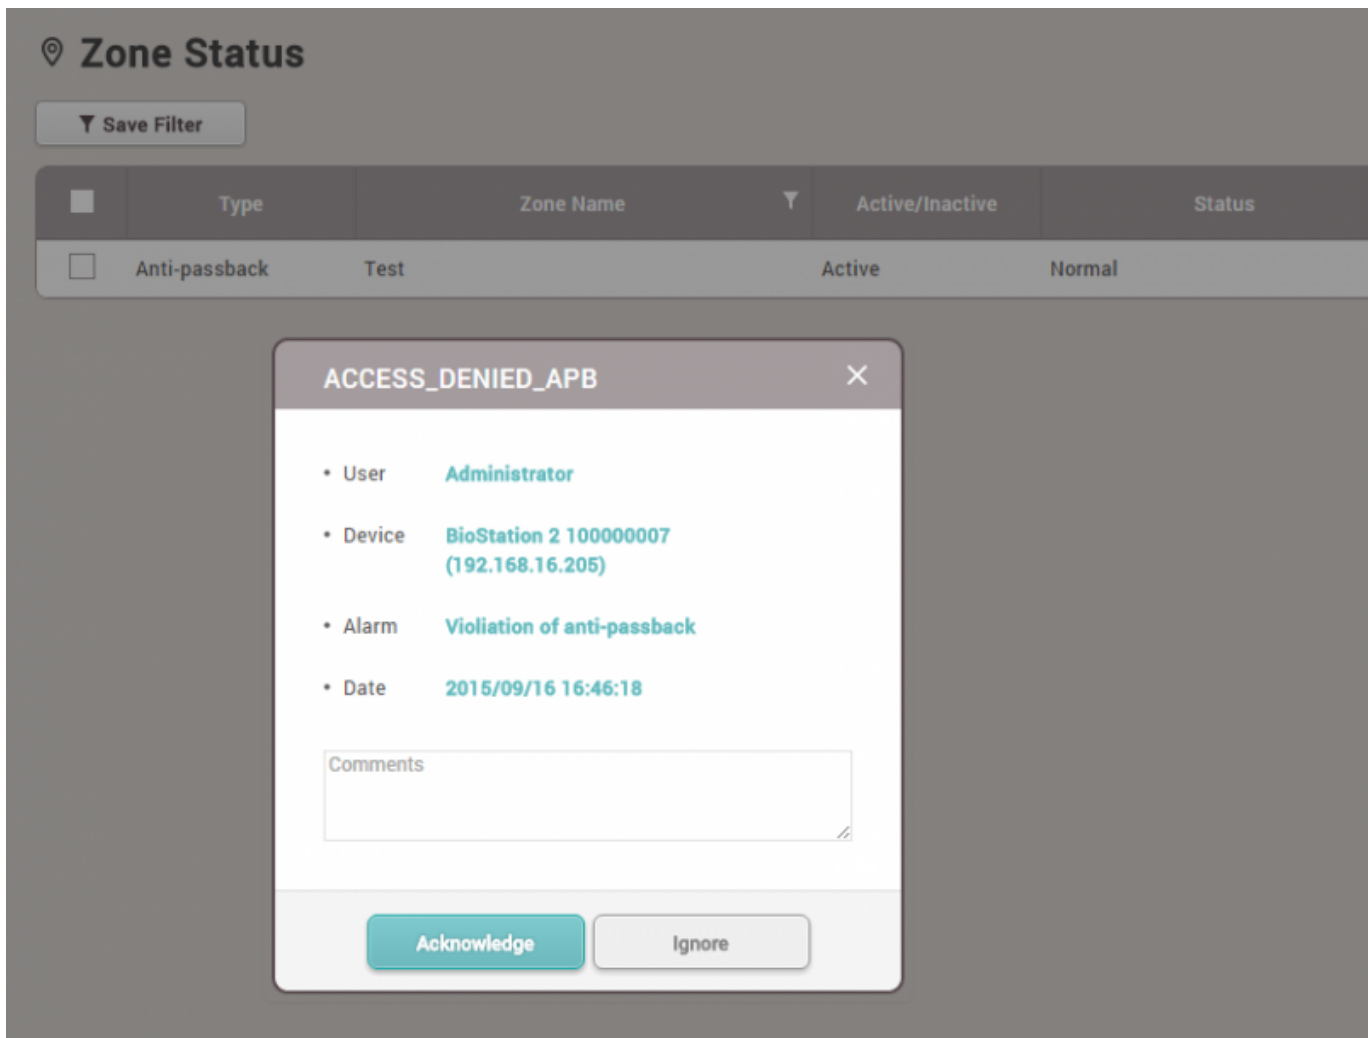 Zone Status
Save Filter
Type Zone Name Active/Inactive Status
Anti-passback Test Active Normal
ACCESS_DENIED_APB
• User Administrator
• Device BioStation 2 100000007
(192.168.16.205)
• Alarm Violiation of anti-passback
• Date 2015/09/16 16:46:18
Comments
Acknowledge Ignore